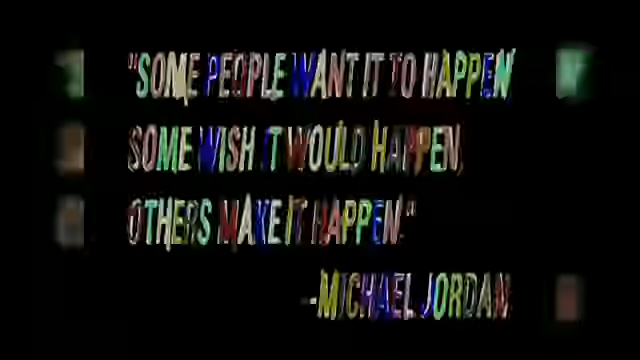 "SOME PEOPLE WANT IT TO HAPPEN
SOME WISH IT WOULD HAPPEN,
OTHERS MAKE IT HAPPEN."
--MICHAEL JORDAN